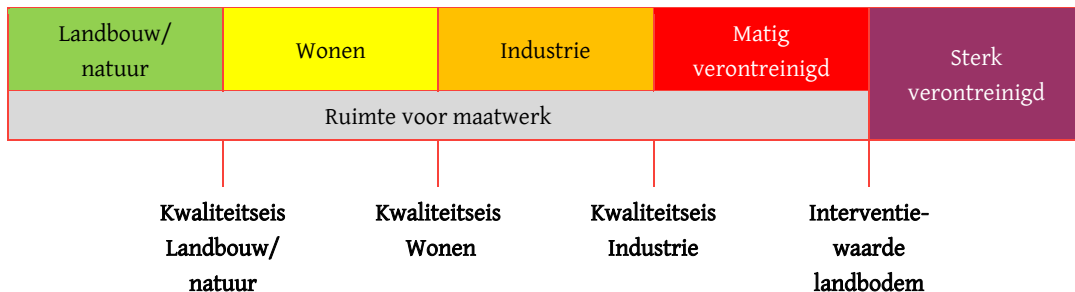 Landbouw/
natuur
Wonen
Industrie
Matig
verontreinigd
Sterk
verontreinigd
Ruimte voor maatwerk
Kwaliteitseis
Landbouw/
natuur
Kwaliteitseis
Wonen
Kwaliteitseis
Industrie
Interventie-
waarde
landbodem